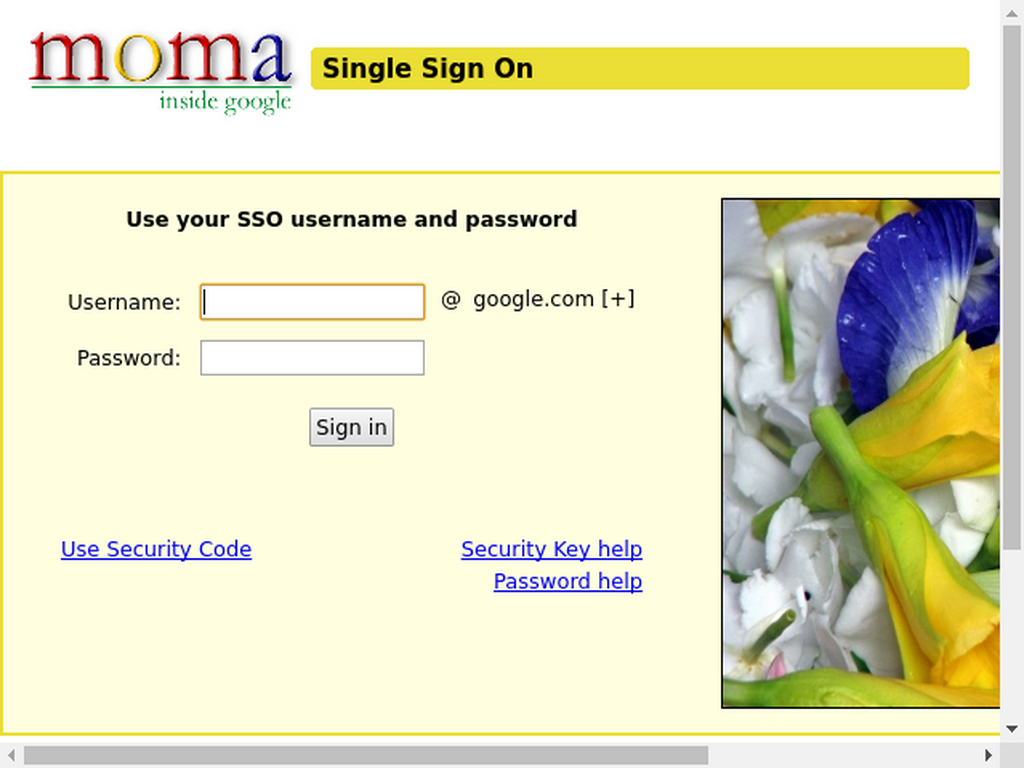 moma
inside google
Single Sign On
Use your SSO username and password
Username: @ google.com [+]
Password:
Sign in
Use Security Code Security Key help
Password help